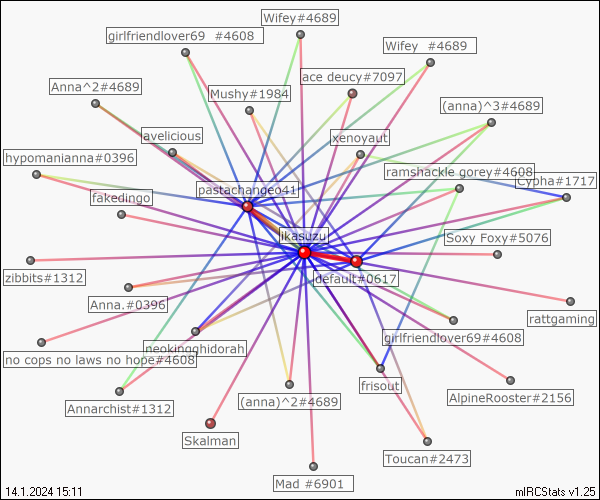 Wifey#4689
girlfriendlover69 #4608
Wifey #4689
ace deucy#7097
Anna^2#4689
Mushy#1984
(anna)^3#4689
lavelicious
xenoyaut
hypomanianna#0396
ramshackle gorey#4608
Cypha#1717
pastachangeo41
fakedingo
ikasuzu
Soxy Foxy#5076
zibbits#1312
default#0617
Anna.#0396
rattgaming
girlfriendlover69#4608
neokingghidorah
no cops no laws no hope#4608
frisout
AlpineRooster#2156
(anna)^2#4689
Annarchist#1312
Skalman
Toucan#2473
Mad #6901
14.1.2024 15:11
mIRCStats v1.25